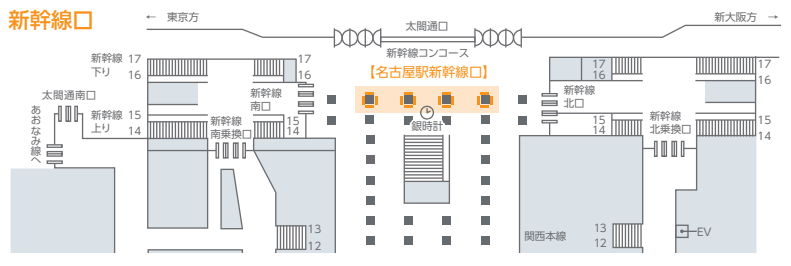 新幹線口
← 東京方
太閤通口
新大阪方 →
新幹線コンコース
【名古屋駅新幹線口】
銀時計
新幹線
下り
17
16
新幹線
上り
15
14
太閤通南口
あおなみ線へ
新幹線
南乗換口
新幹線
南口
17
16
15
14
13
12
17
16
15
14
新幹線
北口
新幹線
北乗換口
17
16
15
14
関西本線
13
12
EV